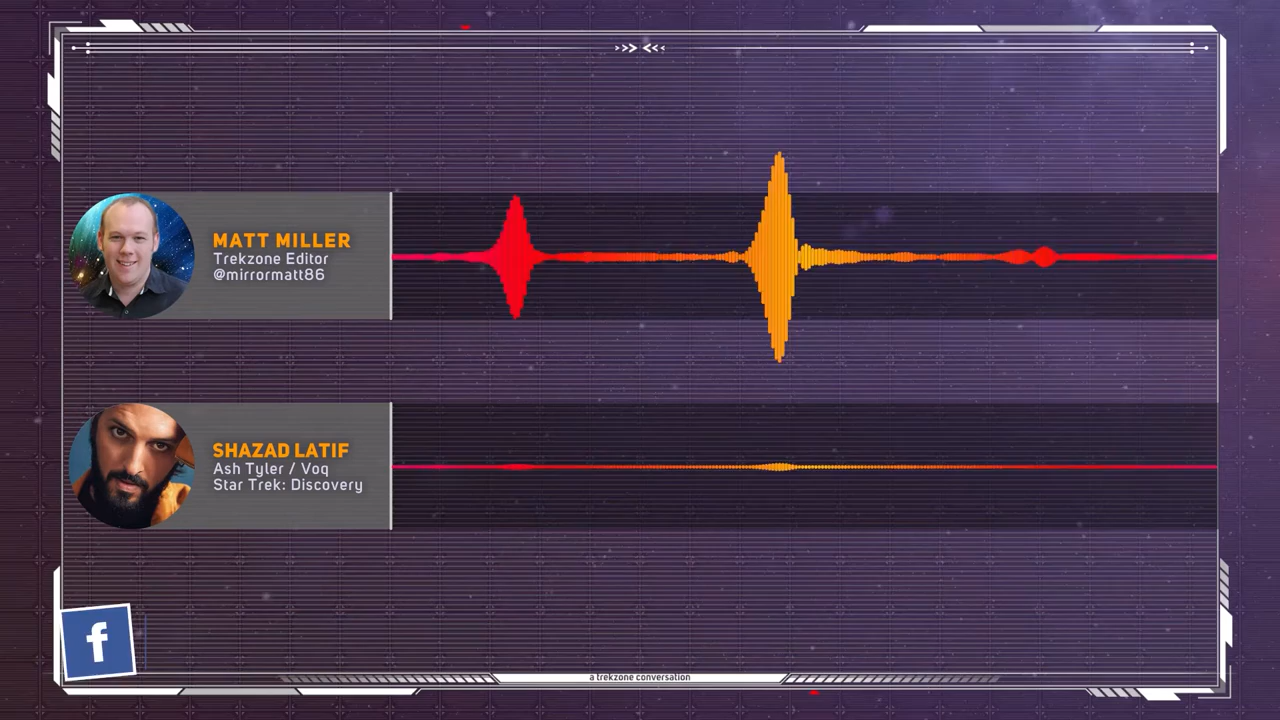 MATT MILLER
Trekzone Editor
@mirrormatt86
SHAZAD LATIF
Ash Tyler / Voq
Star Trek: Discovery
f
a trekzone conversation